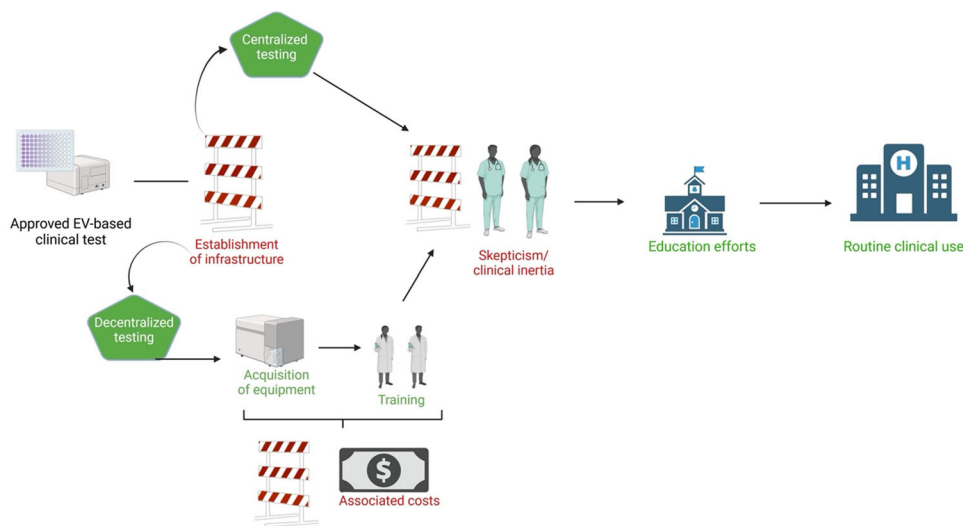 Centralized
testing
Approved EV-based
clinical test
Establishment
of infrastructure
Skepticism/
clinical inertia
Education efforts
H
Routine clinical use
Decentralized
testing
Acquisition
of equipment
Training
$
Associated costs